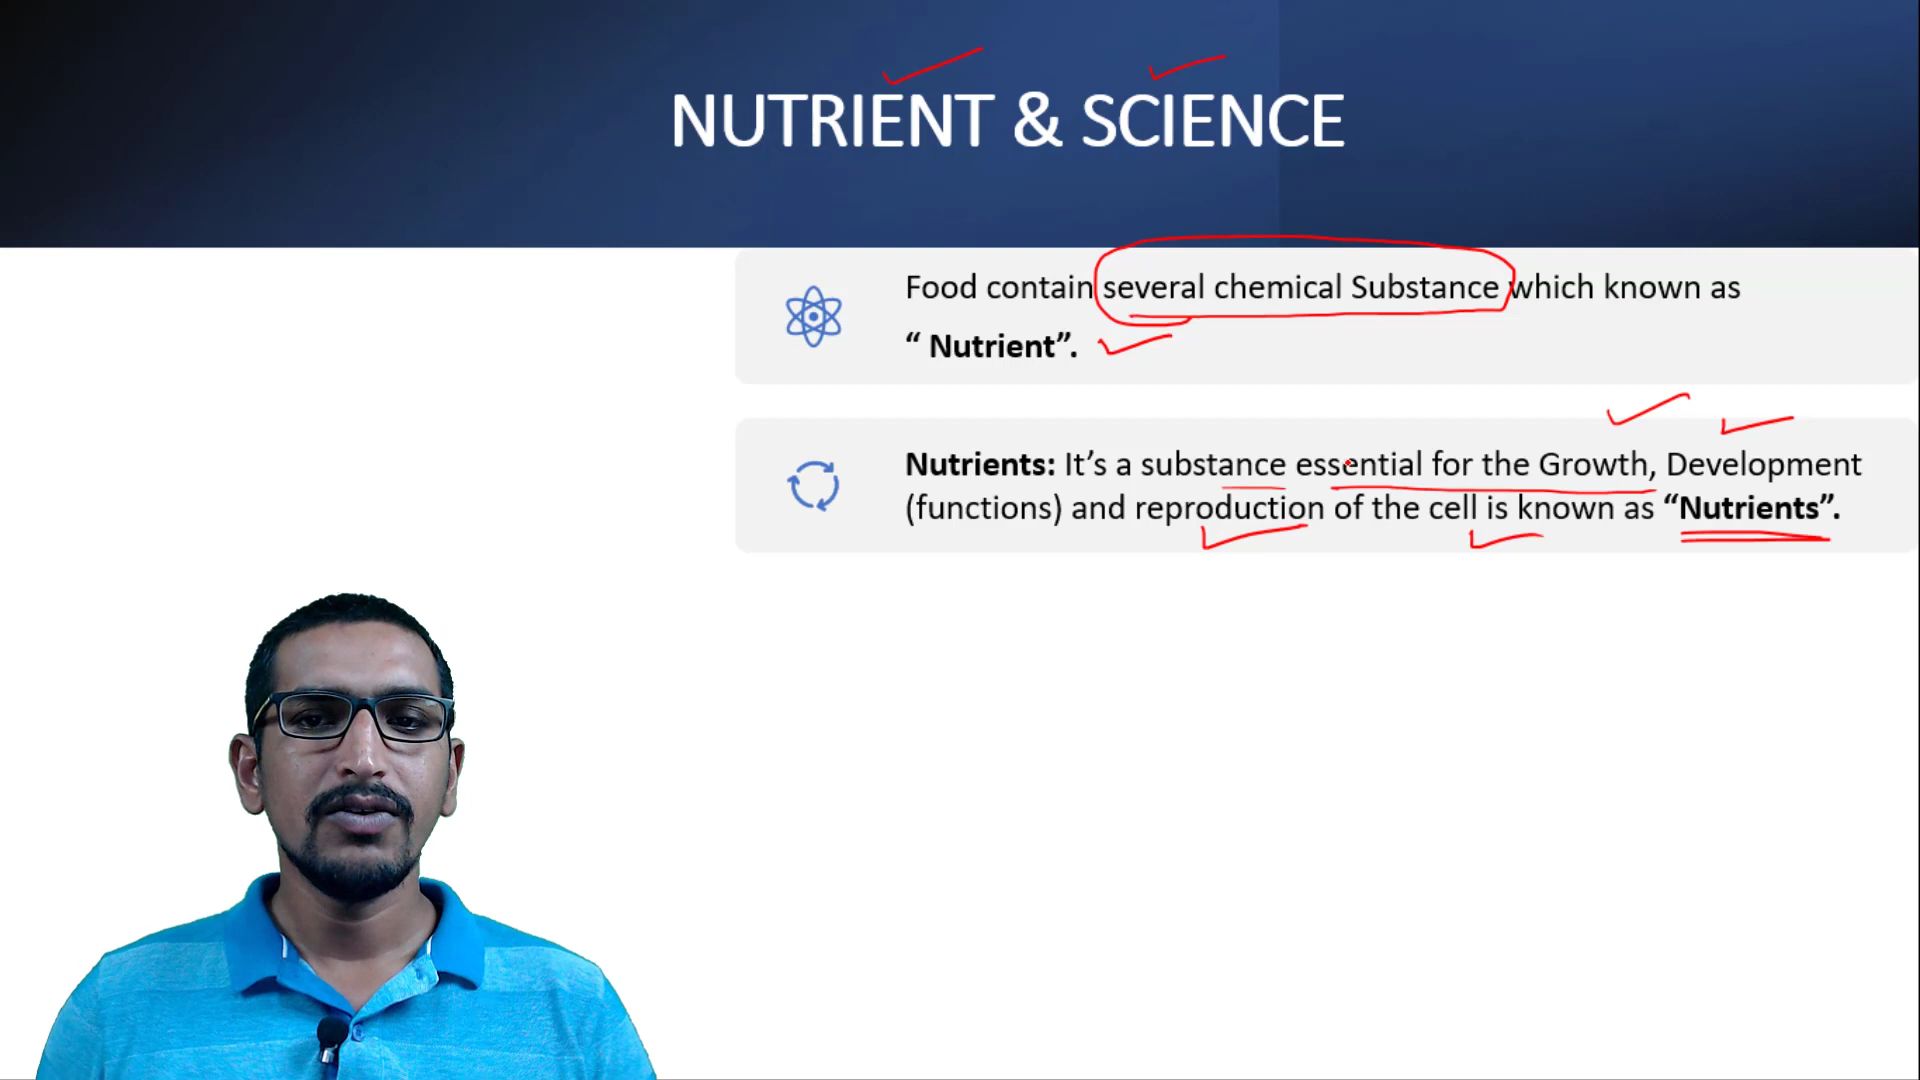 NUTRIENT & SCIENCE
Food contain several chemical Substance which known as
“ Nutrient”.
Nutrients: It’s a substance essential for the Growth, Development
(functions) and reproduction of the cell is known as “Nutrients”.